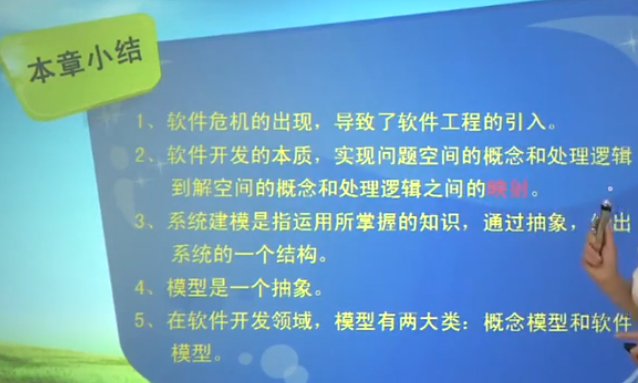 本章小结
1、软件危机的出现，导致了软件工程的引入。
2、软件开发的本质，实现问题空间的概念和处理逻辑
到解空间的概念和处理逻辑之间的映射。
3、系统建模是指运用所掌握的知识，通过抽象，出
系统的一个结构。
4、模型是一个抽象。
5、在软件开发领域，模型有两大类：概念模型和软件
模型。